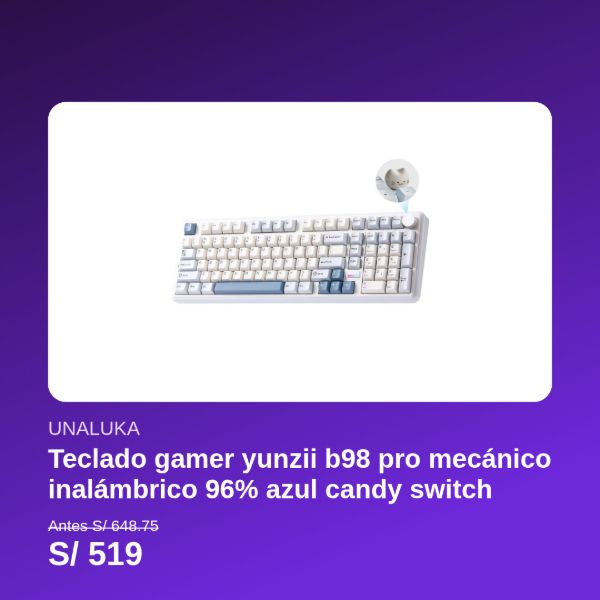 UNALUKA
Teclado gamer yunzii b98 pro mecánico
inalámbrico 96% azul candy switch
Antes S/ 648.75
S/ 519